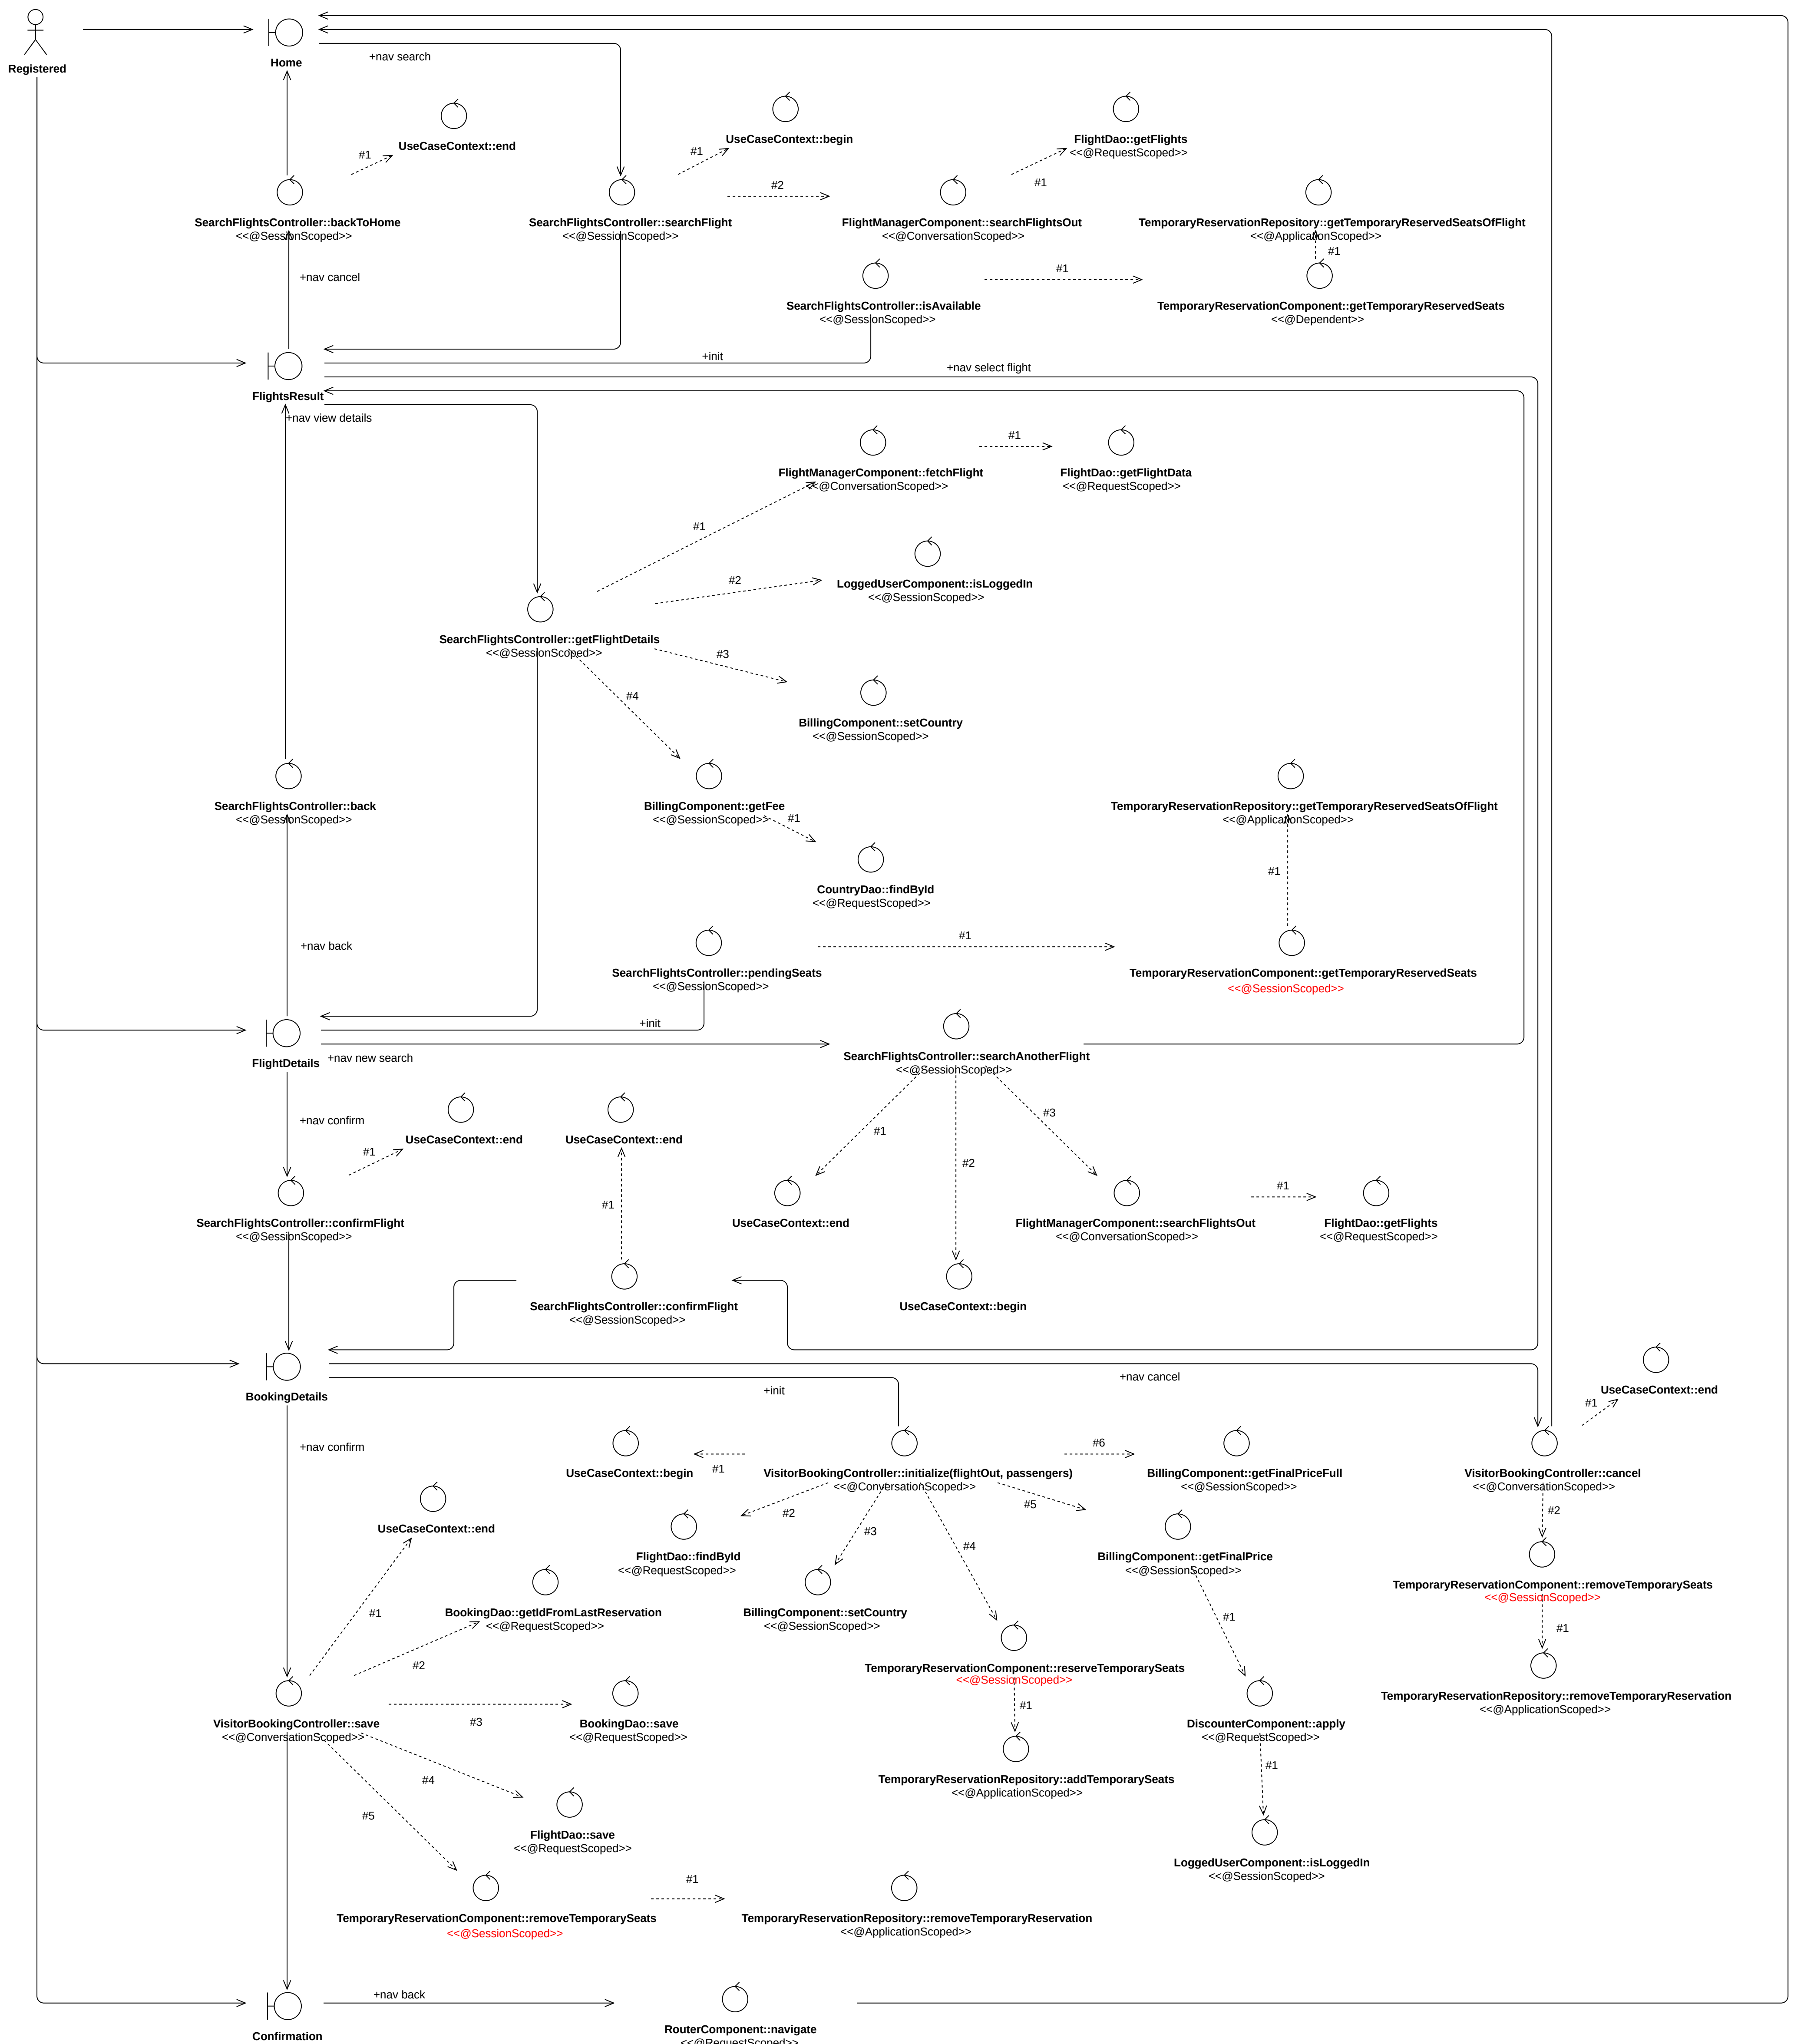 Registered
Home
+nav search
UseCaseContext::end
#1
UseCaseContext::begin
#1
FlightDao::getFlights
<<@RequestScoped>>
#1
#2
SearchFlightsController::backToHome
<<@SessionScoped>>
SearchFlightsController::searchFlight
<<@SessionScoped>>
FlightManagerComponent::searchFlightsOut
<<@ConversationScoped>>
TemporaryReservationRepository::getTemporaryReservedSeatsOfFlight
<<@ApplicationScoped>>
#1
+nav cancel
#1
SearchFlightsController::isAvailable
<<@SessionScoped>>
TemporaryReservationComponent::getTemporaryReservedSeats
<<@Dependent>>
+init
+nav select flight
FlightsResult
+nav view details
#1
FlightManagerComponent::fetchFlight
<<@ConversationScoped>>
FlightDao::getFlightData
<<@RequestScoped>>
#1
#2
LoggedUserComponent::isLoggedIn
<<@SessionScoped>>
SearchFlightsController::getFlightDetails
<<@SessionScoped>>
#3
#4
BillingComponent::setCountry
<<@SessionScoped>>
SearchFlightsController::back
<<@SessionScoped>>
BillingComponent::getFee
<<@SessionScoped>>
#1
TemporaryReservationRepository::getTemporaryReservedSeatsOfFlight
<<@ApplicationScoped>>
#1
CountryDao::findById
<<@RequestScoped>>
+nav back
#1
SearchFlightsController::pendingSeats
<<@SessionScoped>>
TemporaryReservationComponent::getTemporaryReservedSeats
<<@SessionScoped>>
+init
FlightDetails
+nav new search
SearchFlightsController::searchAnotherFlight
<<@SessionScoped>>
+nav confirm
#1
UseCaseContext::end
UseCaseContext::end
#1
#3
#1
#2
#1
SearchFlightsController::confirmFlight
<<@SessionScoped>>
UseCaseContext::end
FlightManagerComponent::searchFlightsOut
<<@ConversationScoped>>
FlightDao::getFlights
<<@RequestScoped>>
SearchFlightsController::confirmFlight
<<@SessionScoped>>
UseCaseContext::begin
BookingDetails
+init
+nav cancel
UseCaseContext::end
#1
+nav confirm
UseCaseContext::begin
#1
VisitorBookingController::initialize(flightOut, passengers)
<<@ConversationScoped>>
#6
BillingComponent::getFinalPriceFull
<<@SessionScoped>>
VisitorBookingController::cancel
<<@ConversationScoped>>
#2
UseCaseContext::end
#2
#3
#4
#5
FlightDao::findById
<<@RequestScoped>>
BillingComponent::getFinalPrice
<<@SessionScoped>>
TemporaryReservationComponent::removeTemporarySeats
<<@SessionScoped>>
#1
#1
BookingDao::getIdFromLastReservation
<<@RequestScoped>>
BillingComponent::setCountry
<<@SessionScoped>>
#1
#2
TemporaryReservationComponent::reserveTemporarySeats
<<@SessionScoped>>
#1
TemporaryReservationRepository::removeTemporaryReservation
<<@ApplicationScoped>>
VisitorBookingController::save
<<@ConversationScoped>>
#3
BookingDao::save
<<@RequestScoped>>
DiscounterComponent::apply
<<@RequestScoped>>
#1
#4
#5
TemporaryReservationRepository::addTemporarySeats
<<@ApplicationScoped>>
FlightDao::save
<<@RequestScoped>>
LoggedUserComponent::isLoggedIn
<<@SessionScoped>>
#1
TemporaryReservationComponent::removeTemporarySeats
<<@SessionScoped>>
TemporaryReservationRepository::removeTemporaryReservation
<<@ApplicationScoped>>
+nav back
Confirmation
RouterComponent::navigate
<<@RequestScoped>>